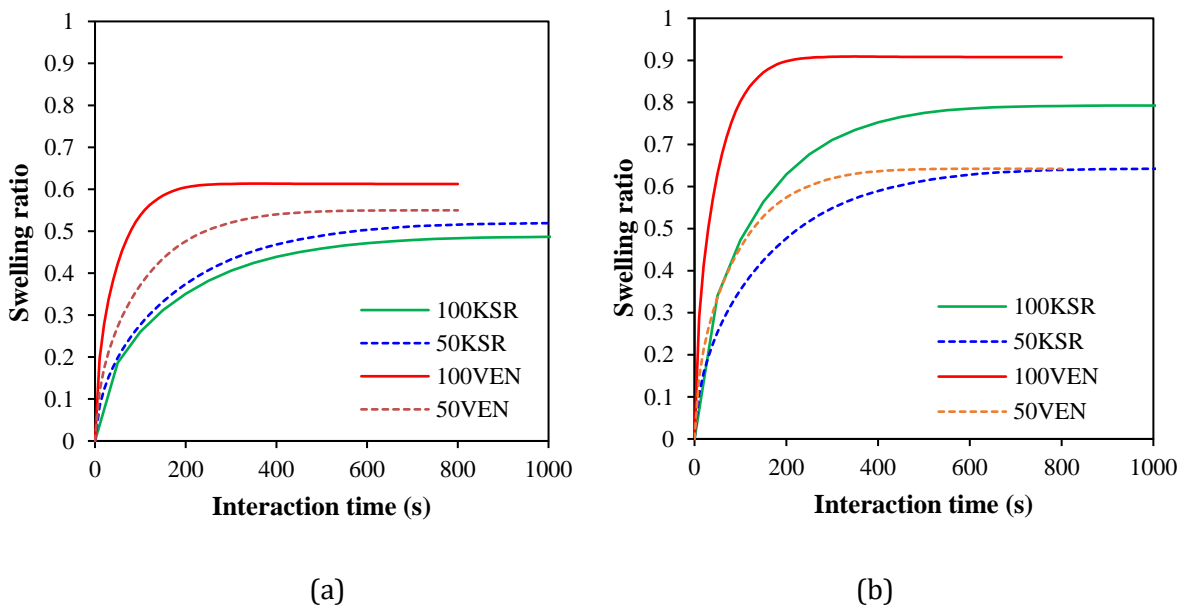 1
0.9
0.8
0.7
0.6
0.5
0.4
0.3
0.2
0.1
0
Swelling ratio
100KSR
50KSR
100VEN
50VEN
0 200 400 600 800 1000
Interaction time (s)
(a)
1
0.9
0.8
0.7
0.6
0.5
0.4
0.3
0.2
0.1
0
Swelling ratio
100KSR
50KSR
100VEN
50VEN
0 200 400 600 800 1000
Interaction time (s)
(b)